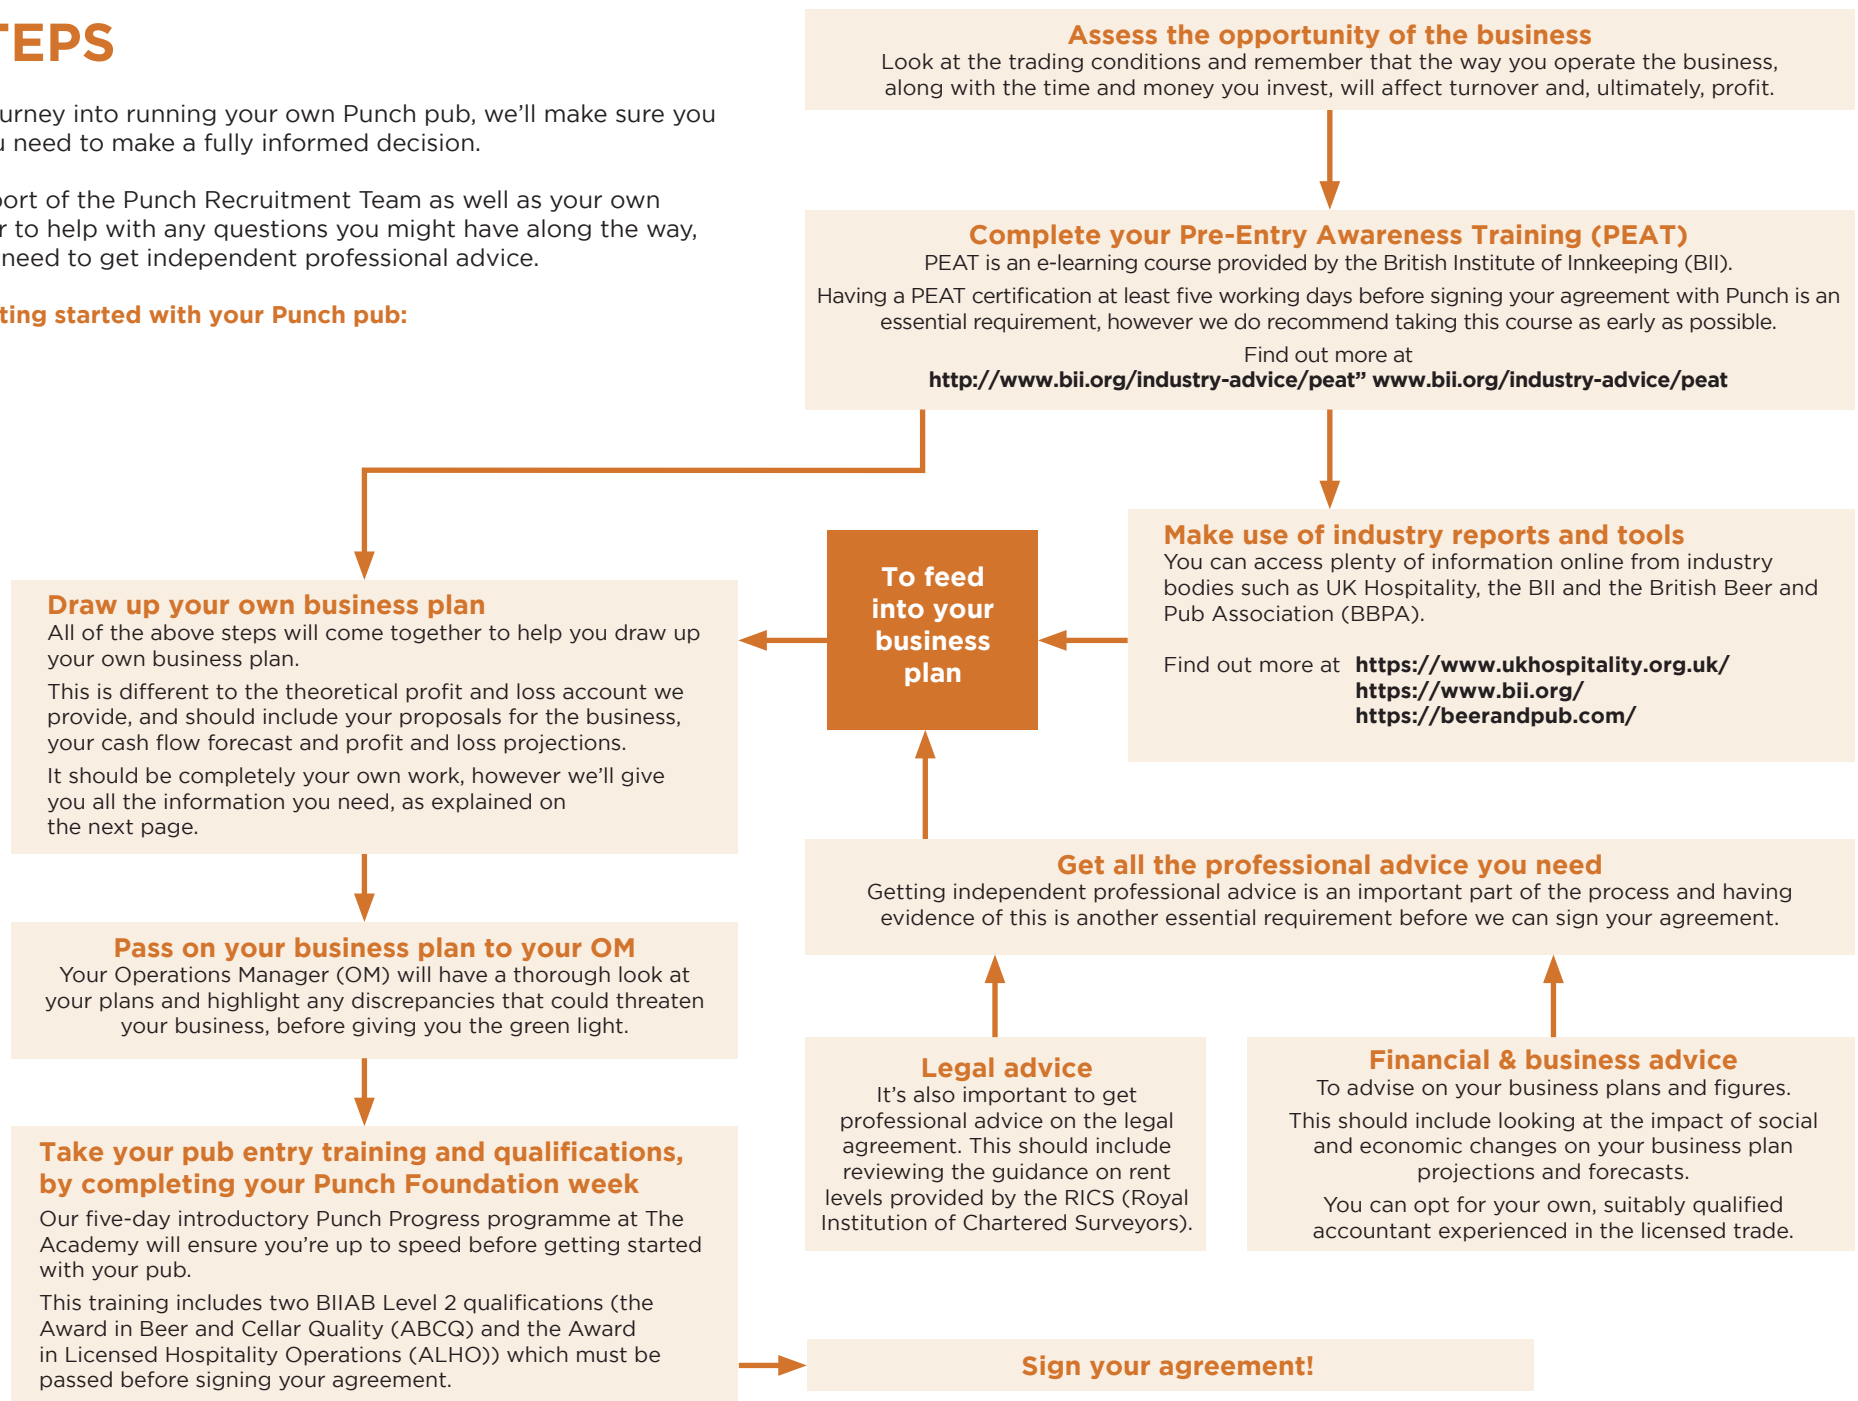 TEPS
urney into running your own Punch pub, we’ll make sure you
u need to make a fully informed decision.
port of the Punch Recruitment Team as well as your own
r to help with any questions you might have along the way,
need to get independent professional advice.
ting started with your Punch pub:
Assess the opportunity of the business
Look at the trading conditions and remember that the way you operate the business,
along with the time and money you invest, will affect turnover and, ultimately, profit.
Complete your Pre-Entry Awareness Training (PEAT)
PEAT is an e-learning course provided by the British Institute of Innkeeping (BII).
Having a PEAT certification at least five working days before signing your agreement with Punch is an
essential requirement, however we do recommend taking this course as early as possible.
Find out more at
http://www.bii.org/industry-advice/peat” www.bii.org/industry-advice/peat
Make use of industry reports and tools
You can access plenty of information online from industry
bodies such as UK Hospitality, the BII and the British Beer and
Pub Association (BBPA).
Find out more at https://www.ukhospitality.org.uk/
https://www.bii.org/
https://beerandpub.com/
To feed
into your
business
plan
Get all the professional advice you need
Getting independent professional advice is an important part of the process and having
evidence of this is another essential requirement before we can sign your agreement.
Legal advice
It’s also important to get
professional advice on the legal
agreement. This should include
reviewing the guidance on rent
levels provided by the RICS (Royal
Institution of Chartered Surveyors).
Financial & business advice
To advise on your business plans and figures.
This should include looking at the impact of social
and economic changes on your business plan
projections and forecasts.
You can opt for your own, suitably qualified
accountant experienced in the licensed trade.
Draw up your own business plan
All of the above steps will come together to help you draw up
your own business plan.
This is different to the theoretical profit and loss account we
provide, and should include your proposals for the business,
your cash flow forecast and profit and loss projections.
It should be completely your own work, however we’ll give
you all the information you need, as explained on
the next page.
Pass on your business plan to your OM
Your Operations Manager (OM) will have a thorough look at
your plans and highlight any discrepancies that could threaten
your business, before giving you the green light.
Take your pub entry training and qualifications,
by completing your Punch Foundation week
Our five-day introductory Punch Progress programme at The
Academy will ensure you’re up to speed before getting started
with your pub.
This training includes two BIIAB Level 2 qualifications (the
Award in Beer and Cellar Quality (ABCQ) and the Award
in Licensed Hospitality Operations (ALHO)) which must be
passed before signing your agreement.
Sign your agreement!